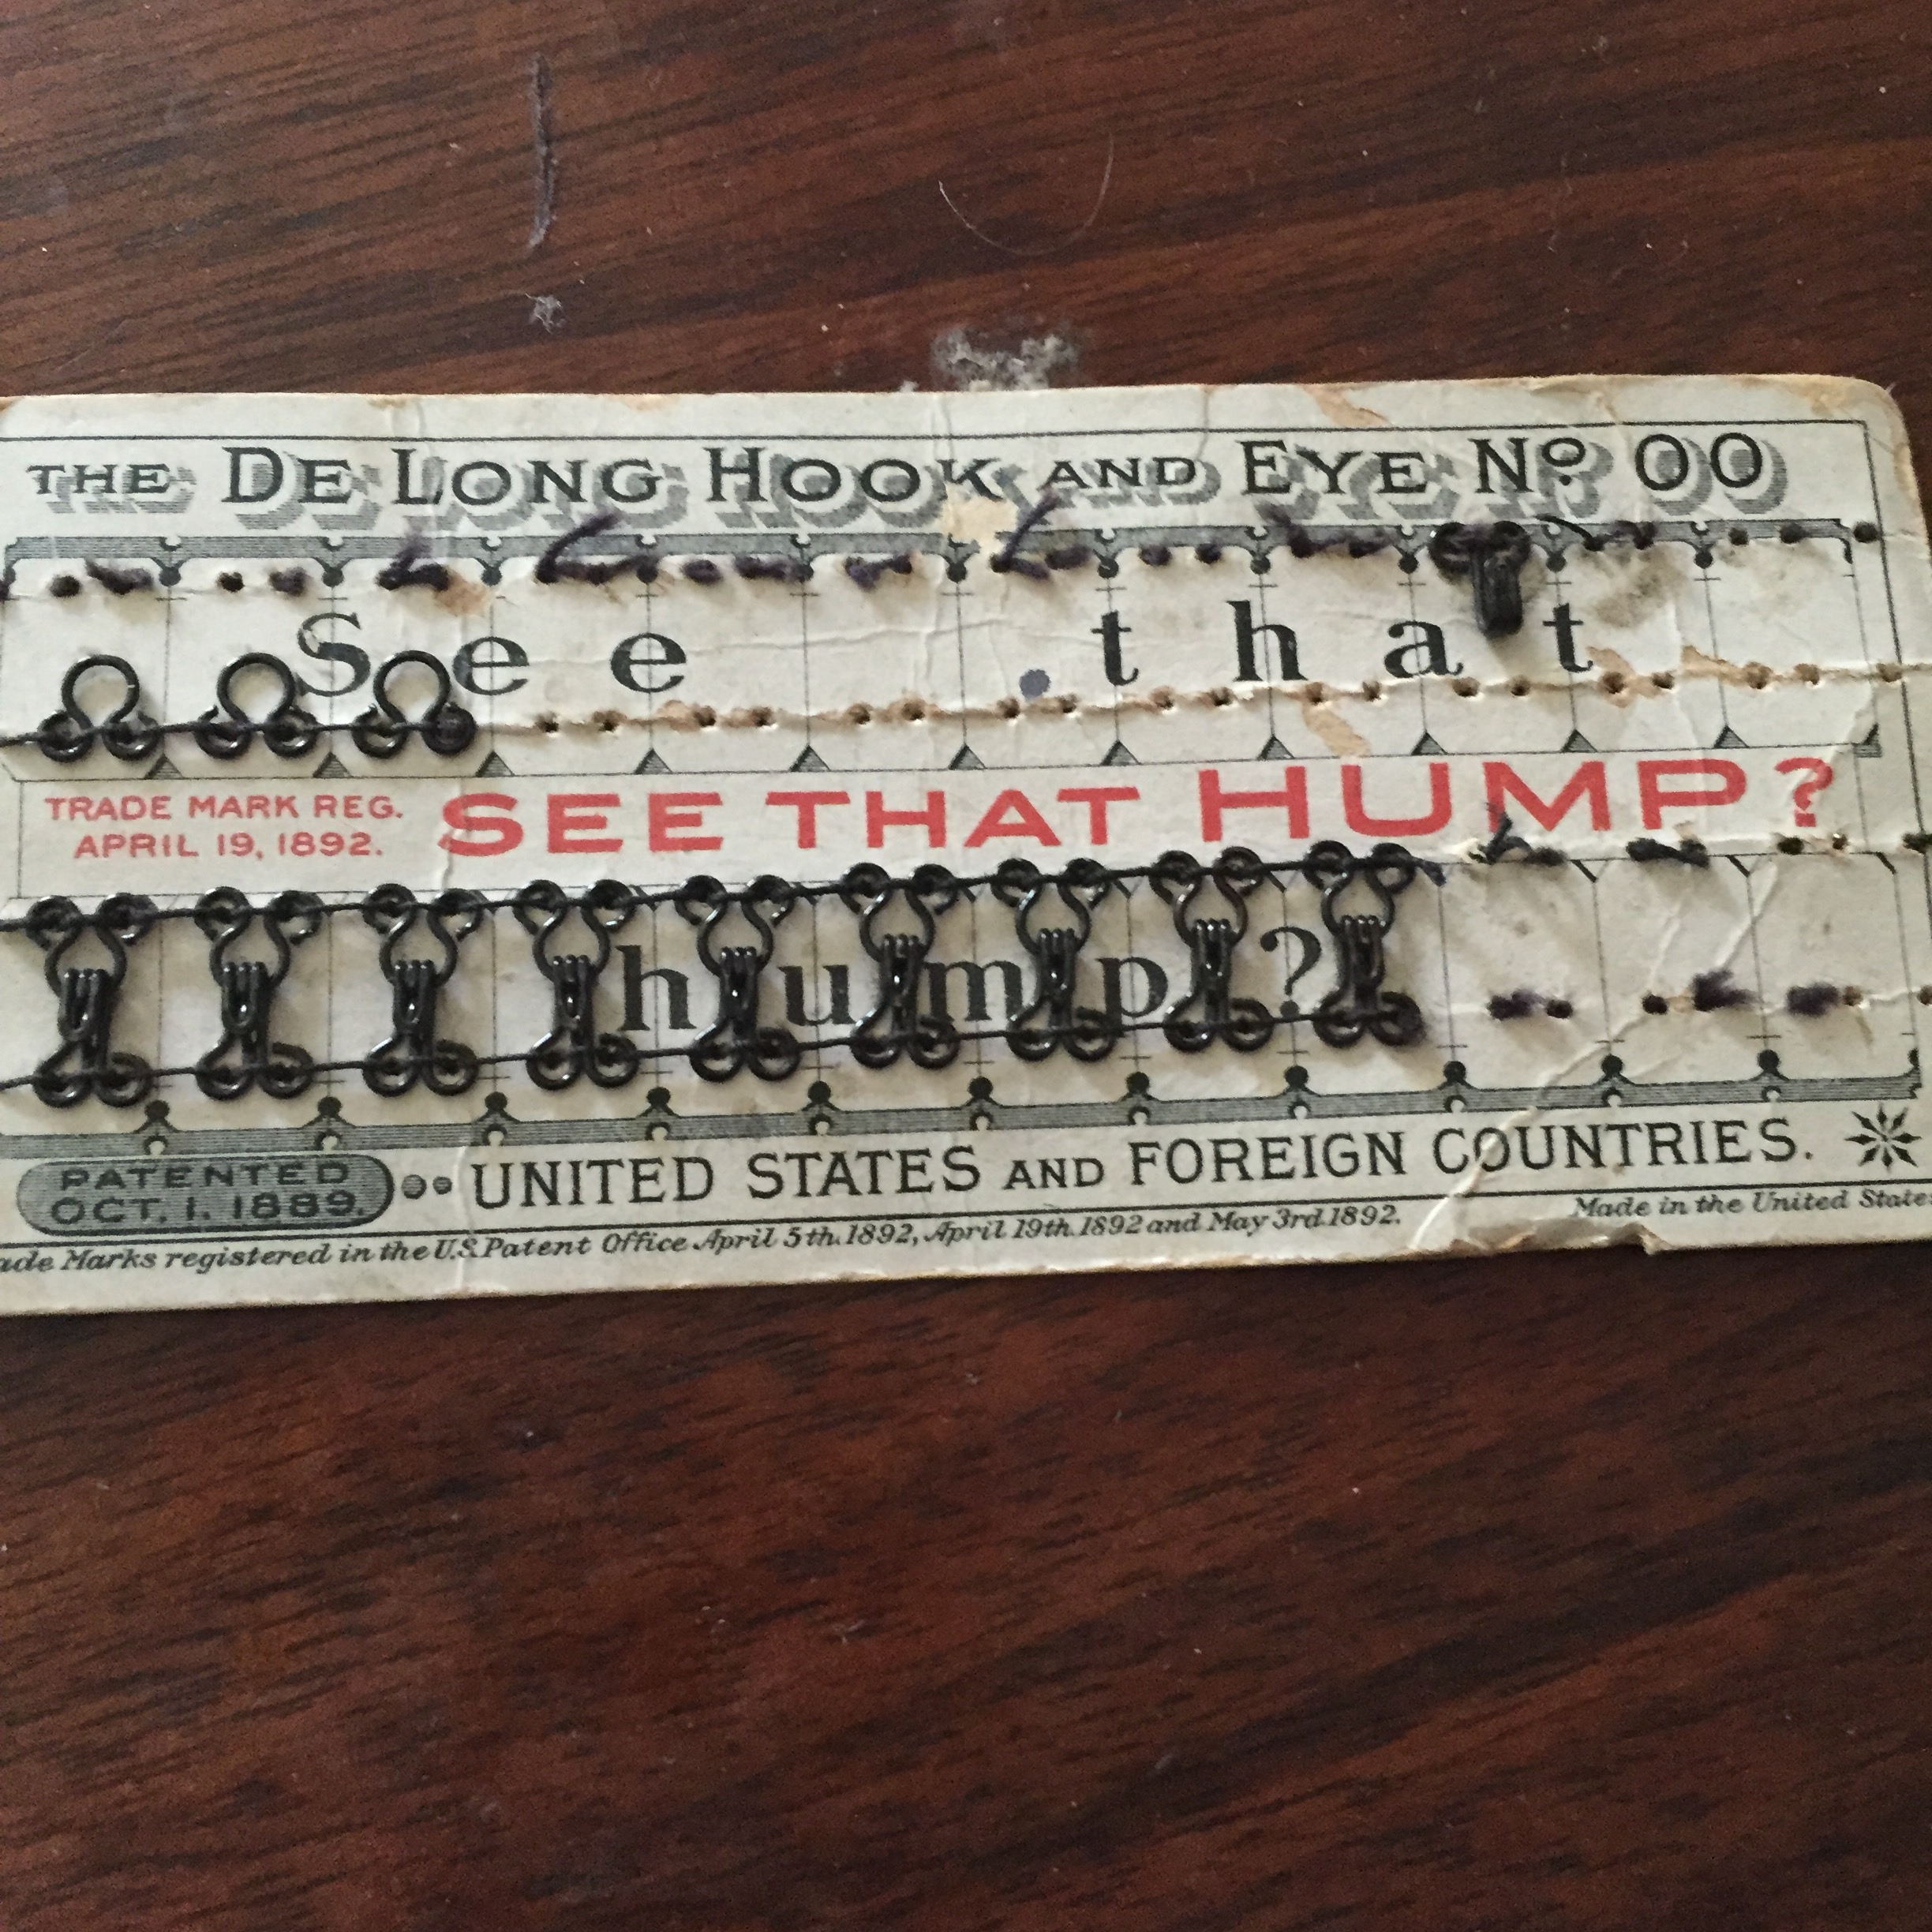 THE DE LONG HOOK AND EYE Nº 00
See that
TRADE MARK REG.
APRIL 19, 1892.
SEE THAT HUMP?
hump?
PATENTED
OCT. 1. 1889.
UNITED STATES AND FOREIGN COUNTRIES.
Made in the United State
ade Marks registered in the U.S. Patent Office April 5th. 1892, April 19th. 1892 and May 3rd. 1892.